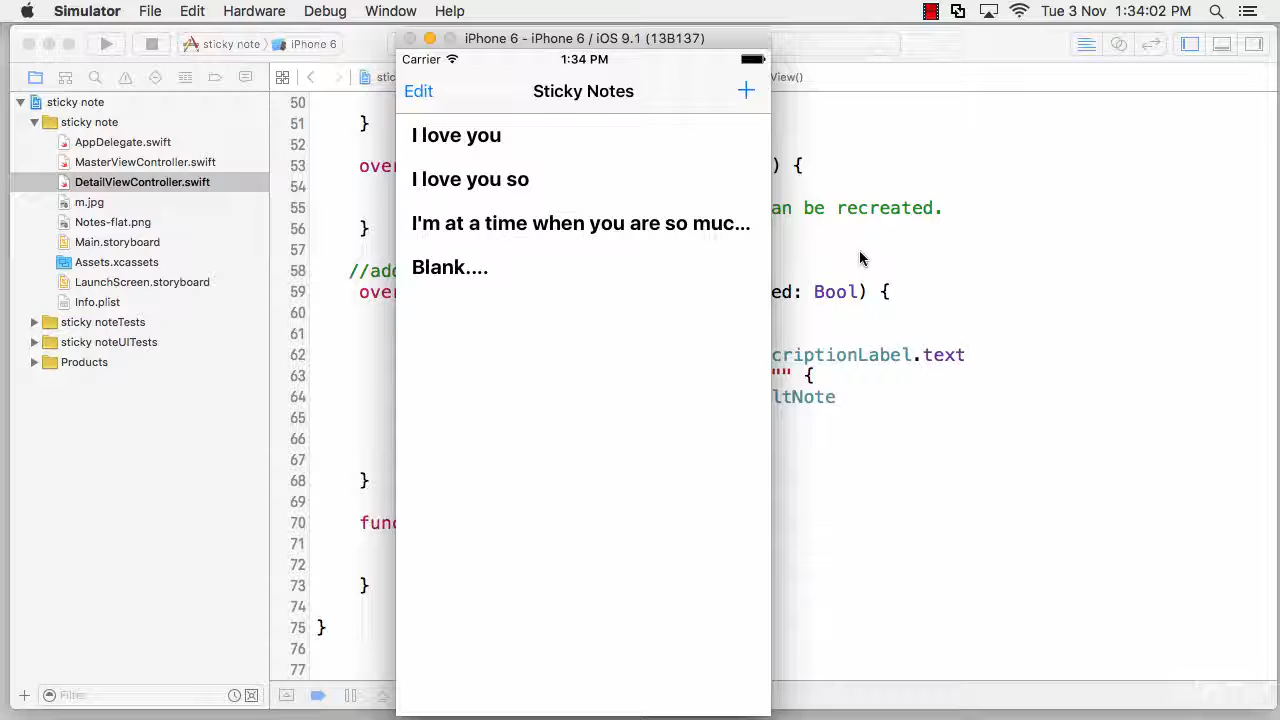 Simulator File Edit Hardware Debug Window Help Tue 3 Nov 1:34:02 PM
sticky note iPhone 6
iPhone 6 - iPhone 6 / iOS 9.1 (13B137)
Carrier 1:34 PM
Edit Sticky Notes +
I love you
I love you so
I'm at a time when you are so muc...
Blank....
stic
View()
sticky note
sticky note
AppDelegate.swift
MasterViewController.swift
DetailViewController.swift
m.jpg
Notes-flat.png
Main.storyboard
Assets.xcassets
LaunchScreen.storyboard
Info.plist
sticky noteTests
sticky noteUITests
Products
Filter
50
51 }
52
53 over ) {
54
55 an be recreated.
56 }
57
58 //add
59 over ed: Bool) {
60
61
62 criptionLabel.text
63 "" {
64 ltNote
65
66
67
68 }
69
70 func
71
72
73 }
74
75 }
76
77